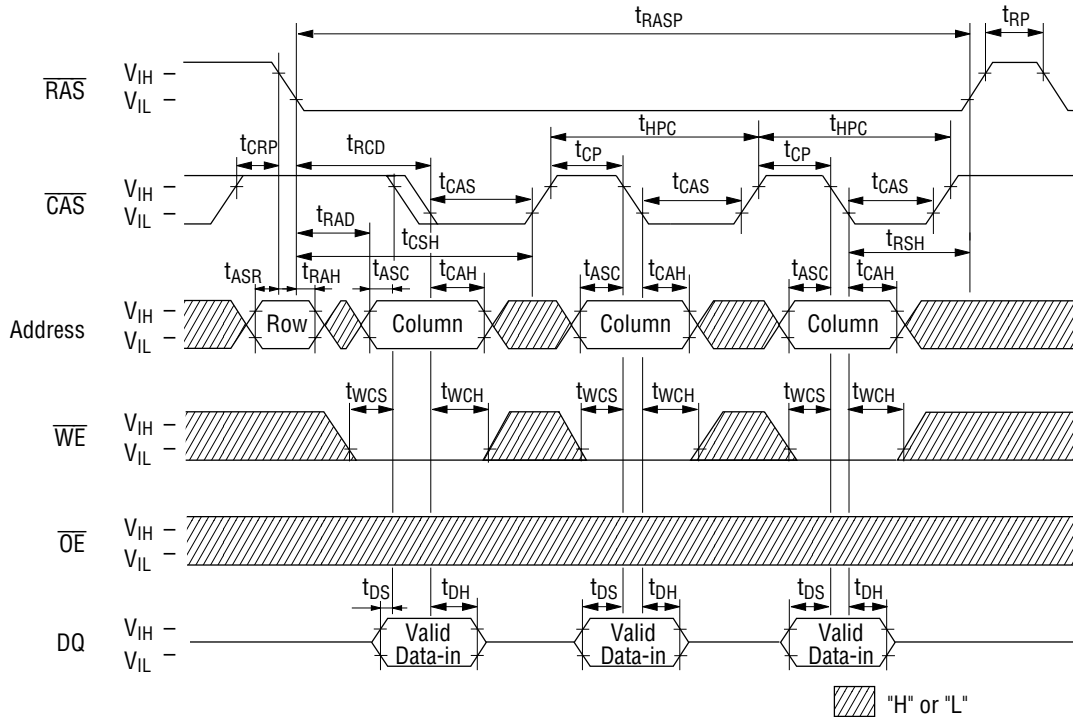 tRASP tRP
RAS VIH
VIL
tCRP tRCD tHPC tHPC
tCP tCP
CAS VIH
VIL
tCAS tCAS tCAS
tRAD tCSH tRSH
tASR tRAH tASC tCAH tASC tCAH tASC tCAH
Address VIH
VIL
Row Column Column Column
tWCS tWCH tWCS tWCH tWCS tWCH
WE VIH
VIL
OE VIH
VIL
tDS tDH tDS tDH tDS tDH
DQ VIH
VIL
Valid Data-in
Valid Data-in
Valid Data-in
"H" or "L"